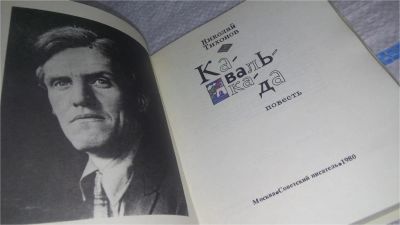 Николай
Тихонов
Ка-
валь-
ка-
да
повесть
Москва•Советский писатель•1980